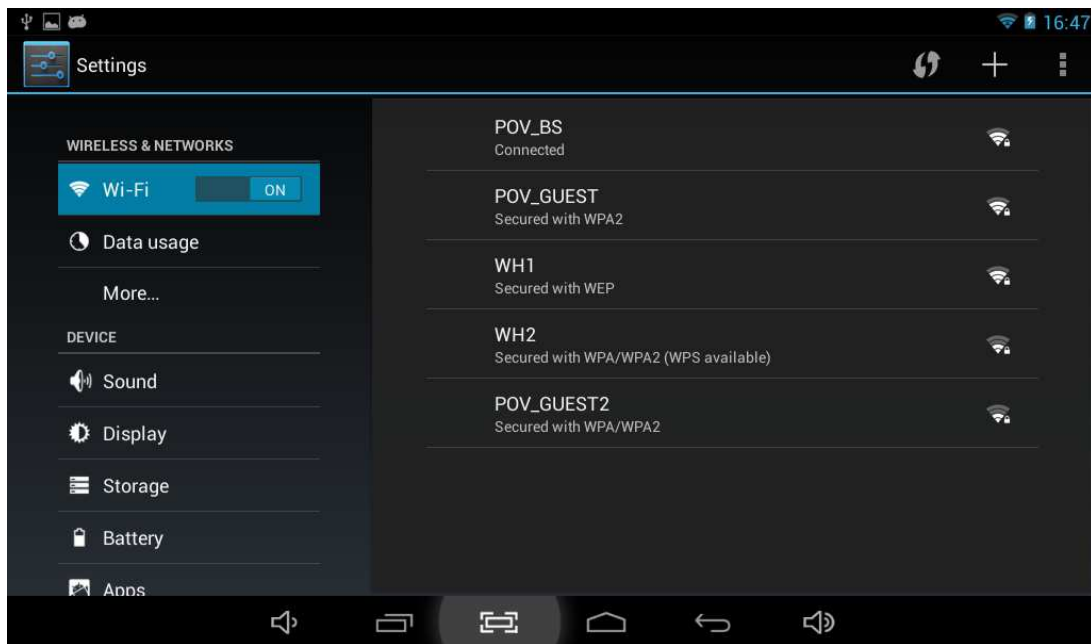 16:47
Settings
WIRELESS & NETWORKS
Wi-Fi ON
Data usage
More...
DEVICE
Sound
Display
Storage
Battery
Apps
POV_BS
Connected
POV_GUEST
Secured with WPA2
WH1
Secured with WEP
WH2
Secured with WPA/WPA2 (WPS available)
POV_GUEST2
Secured with WPA/WPA2